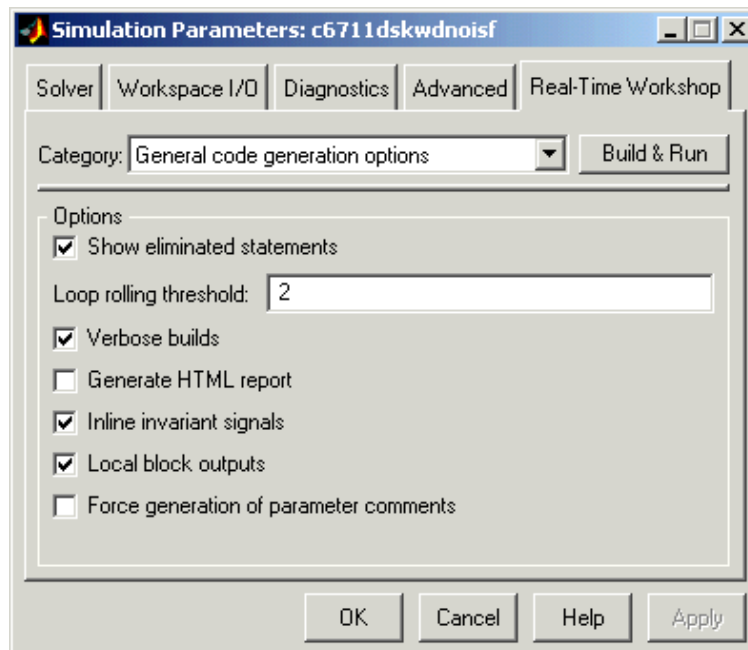 Simulation Parameters: c6711dskwdnoisf
Solver Workspace I/O Diagnostics Advanced Real-Time Workshop
Category: General code generation options Build & Run
Options
Show eliminated statements
Loop rolling threshold: 2
Verbose builds
Generate HTML report
Inline invariant signals
Local block outputs
Force generation of parameter comments
OK Cancel Help Apply